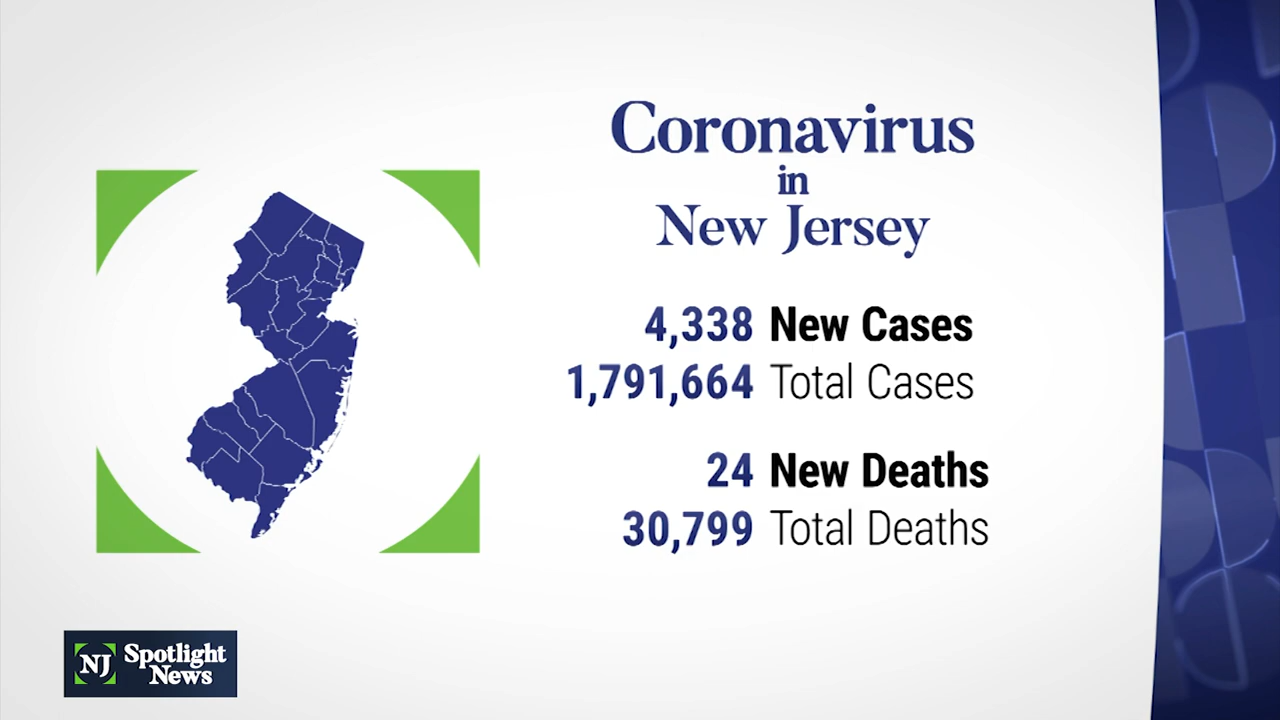 Coronavirus
in
New Jersey
4,338 New Cases
1,791,664 Total Cases
24 New Deaths
30,799 Total Deaths
NJ Spotlight
News